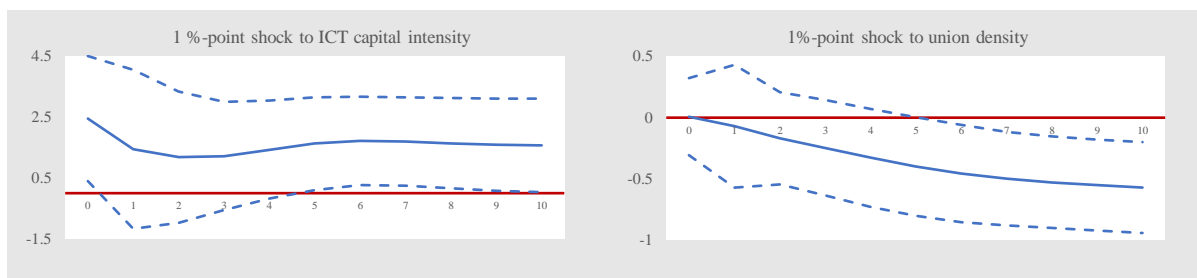 1 %-point shock to ICT capital intensity
4.5
2.5
0.5
-1.5
0 1 2 3 4 5 6 7 8 9 10
1%-point shock to union density
0.5
0
-0.5
-1
0 1 2 3 4 5 6 7 8 9 10